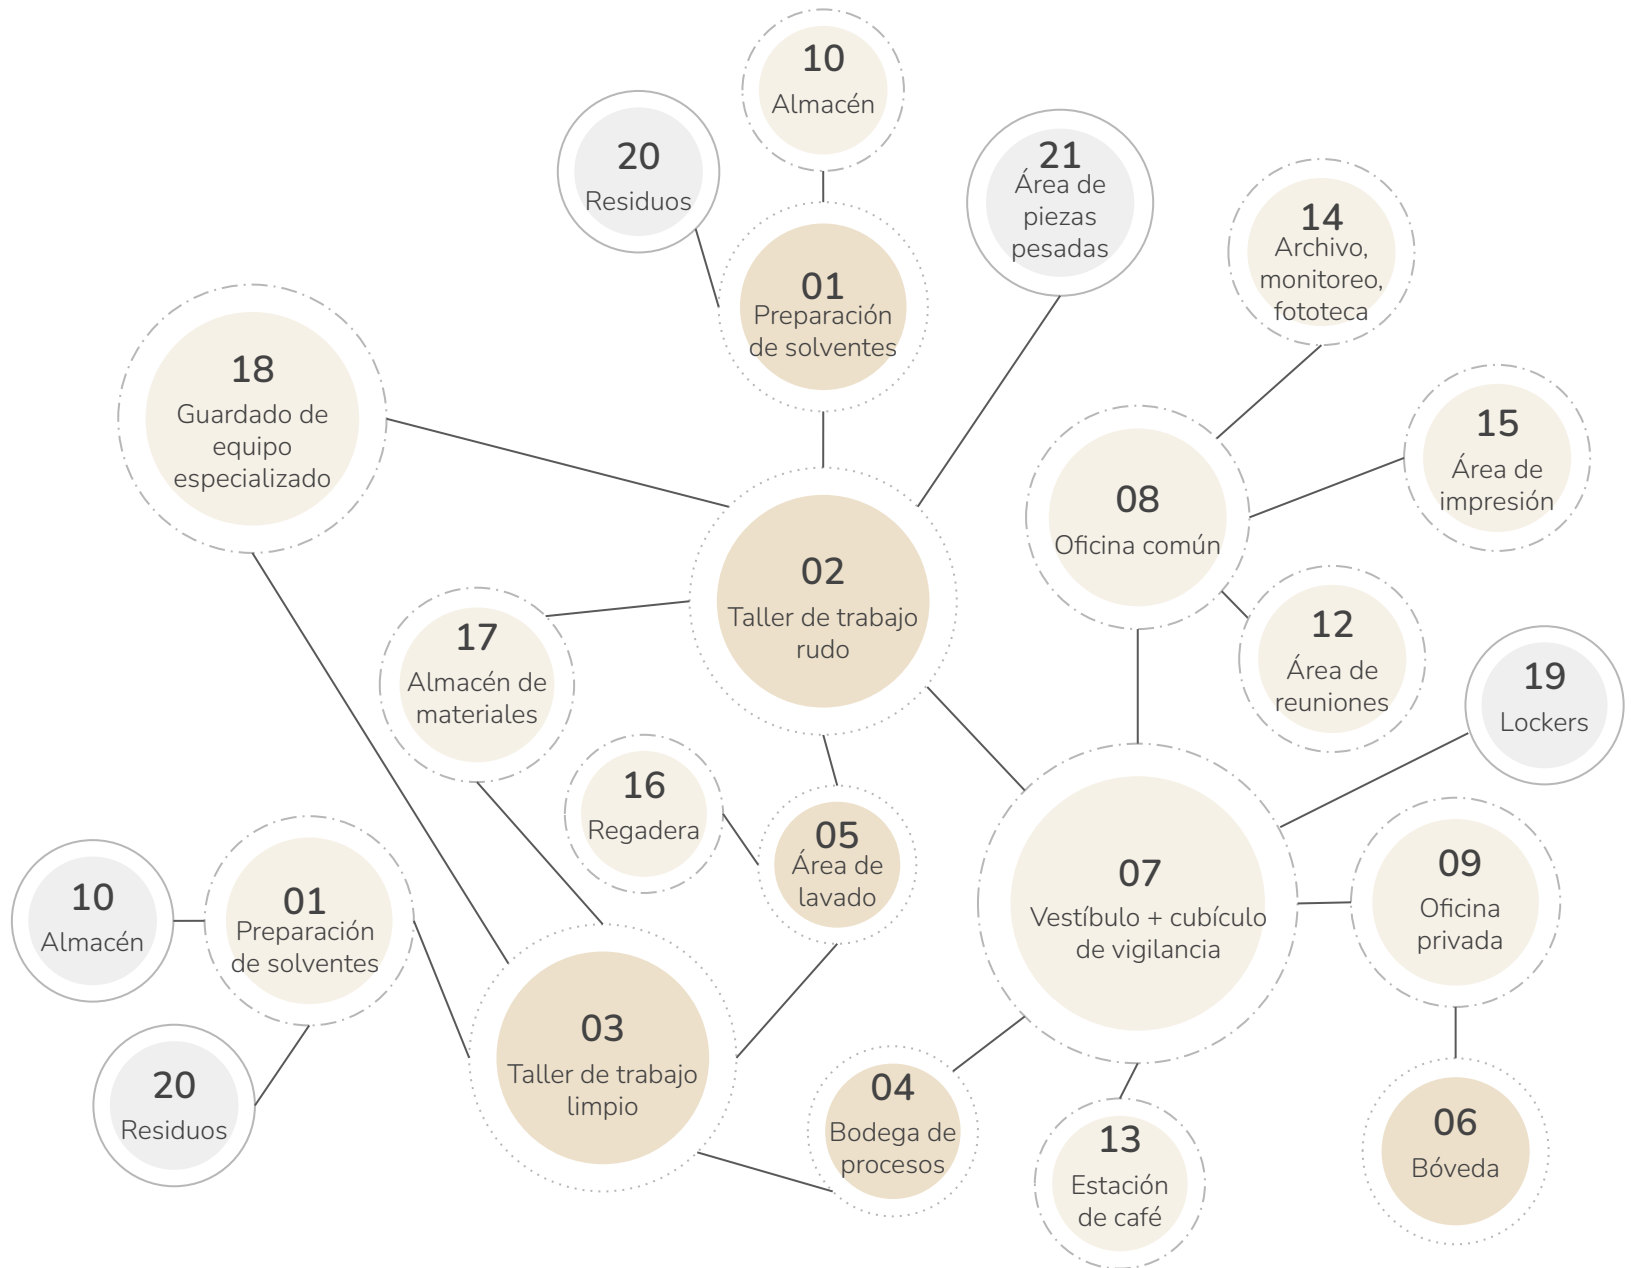 10
Almacén
20
Residuos
21
Área de
piezas
pesadas
14
Archivo,
monitoreo,
fototeca
01
Preparación
de solventes
18
Guardado de
equipo
especializado
15
Área de
impresión
08
Oficina común
02
Taller de trabajo
rudo
12
Área de
reuniones
17
Almacén de
materiales
19
Lockers
16
Regadera
05
Área de
lavado
07
Vestíbulo + cubículo
de vigilancia
09
Oficina
privada
10
Almacén
01
Preparación
de solventes
03
Taller de trabajo
limpio
20
Residuos
04
Bodega de
procesos
13
Estación
de café
06
Bóveda